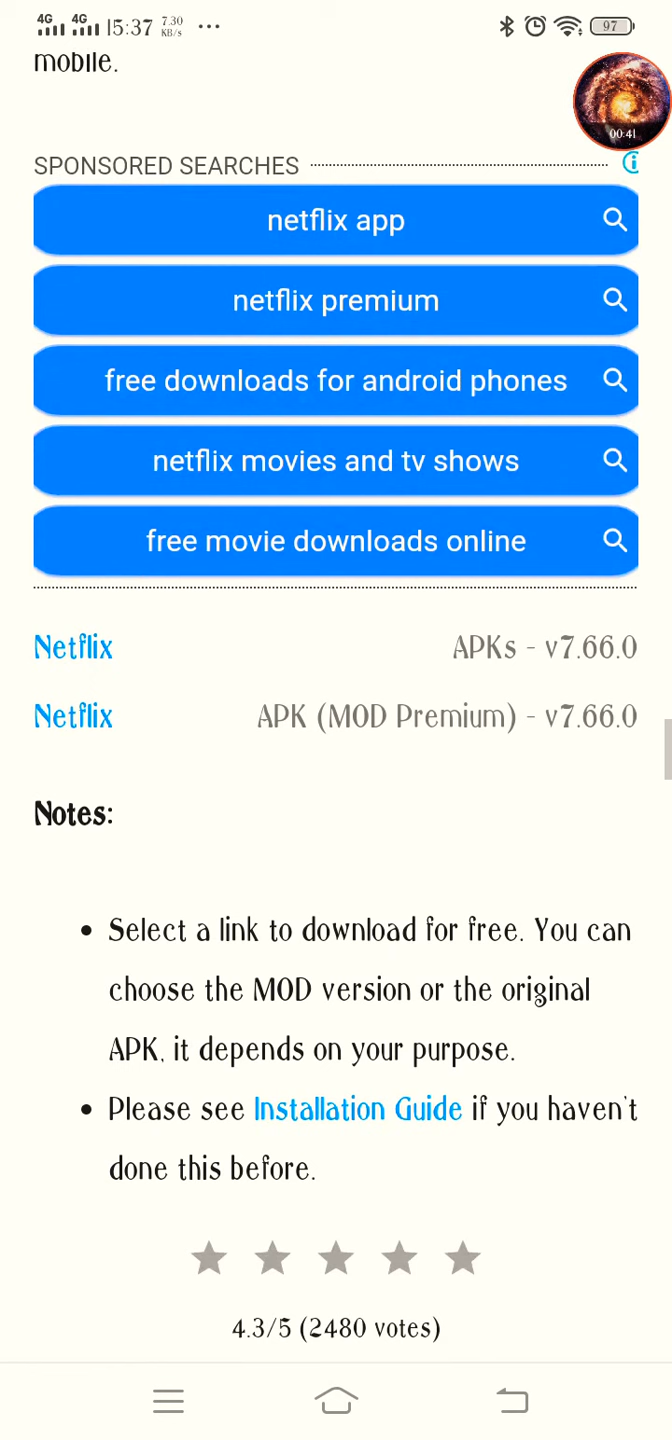 4G 4G 15:37 7.30 KB/s ... 97
mobile.
00:41
SPONSORED SEARCHES
netflix app
netflix premium
free downloads for android phones
netflix movies and tv shows
free movie downloads online
Netflix APKs - v7.66.0
Netflix APK (MOD Premium) - v7.66.0
Notes:
• Select a link to download for free. You can
choose the MOD version or the original
APK, it depends on your purpose.
• Please see Installation Guide if you haven't
done this before.
4.3/5 (2480 votes)